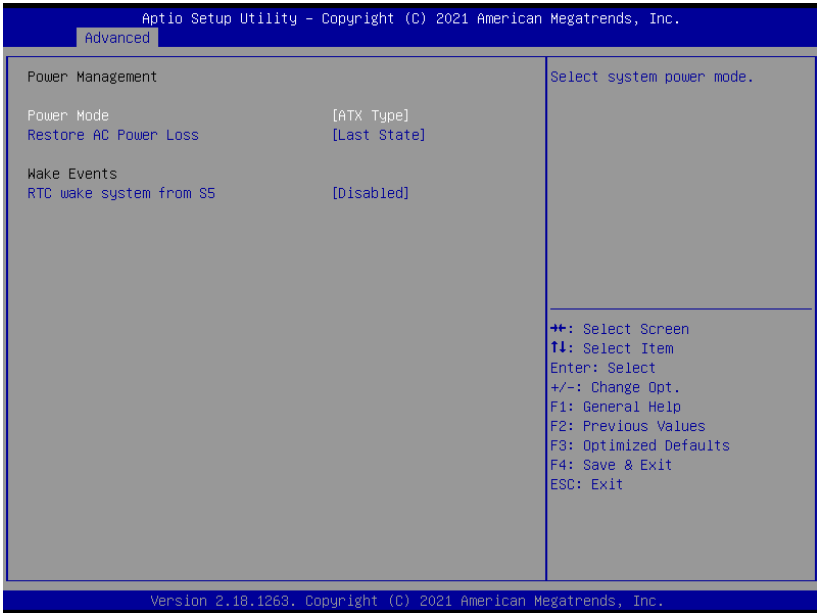 Aptio Setup Utility – Copyright (C) 2021 American Megatrends, Inc.
Advanced
Power Management
Power Mode [ATX Type]
Restore AC Power Loss [Last State]
Wake Events
RTC wake system from S5 [Disabled]
Select system power mode.
→←: Select Screen
↑↓: Select Item
Enter: Select
+/-: Change Opt.
F1: General Help
F2: Previous Values
F3: Optimized Defaults
F4: Save & Exit
ESC: Exit
Version 2.18.1263. Copyright (C) 2021 American Megatrends, Inc.